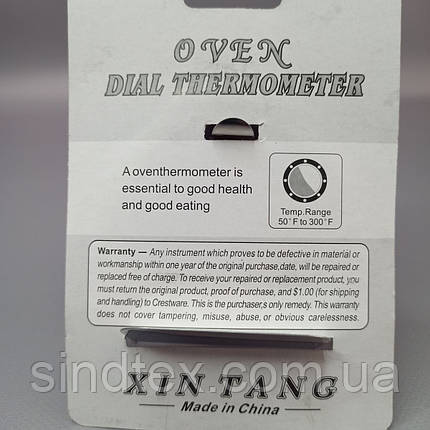 OVEN
DIAL THERMOMETER
A oventhermometer is
essential to good health
and good eating
Temp.Range
50°F to 300°F
Warranty — Any instrument which proves to be defective in material or
workmanship within one year of the original purchase,date, will be repaired or
replaced free of charge. To receive your repaired or replacement product, you
must return the original product, proof of purchase, and $1.00 (for shipping
and handling) to Crestware. This is the purchaser,s only remedy. This warranty
does not cover tampering, misuse, abuse, or obvious carelessness.
sindtex.com.ua
XIN TANG
Made in China